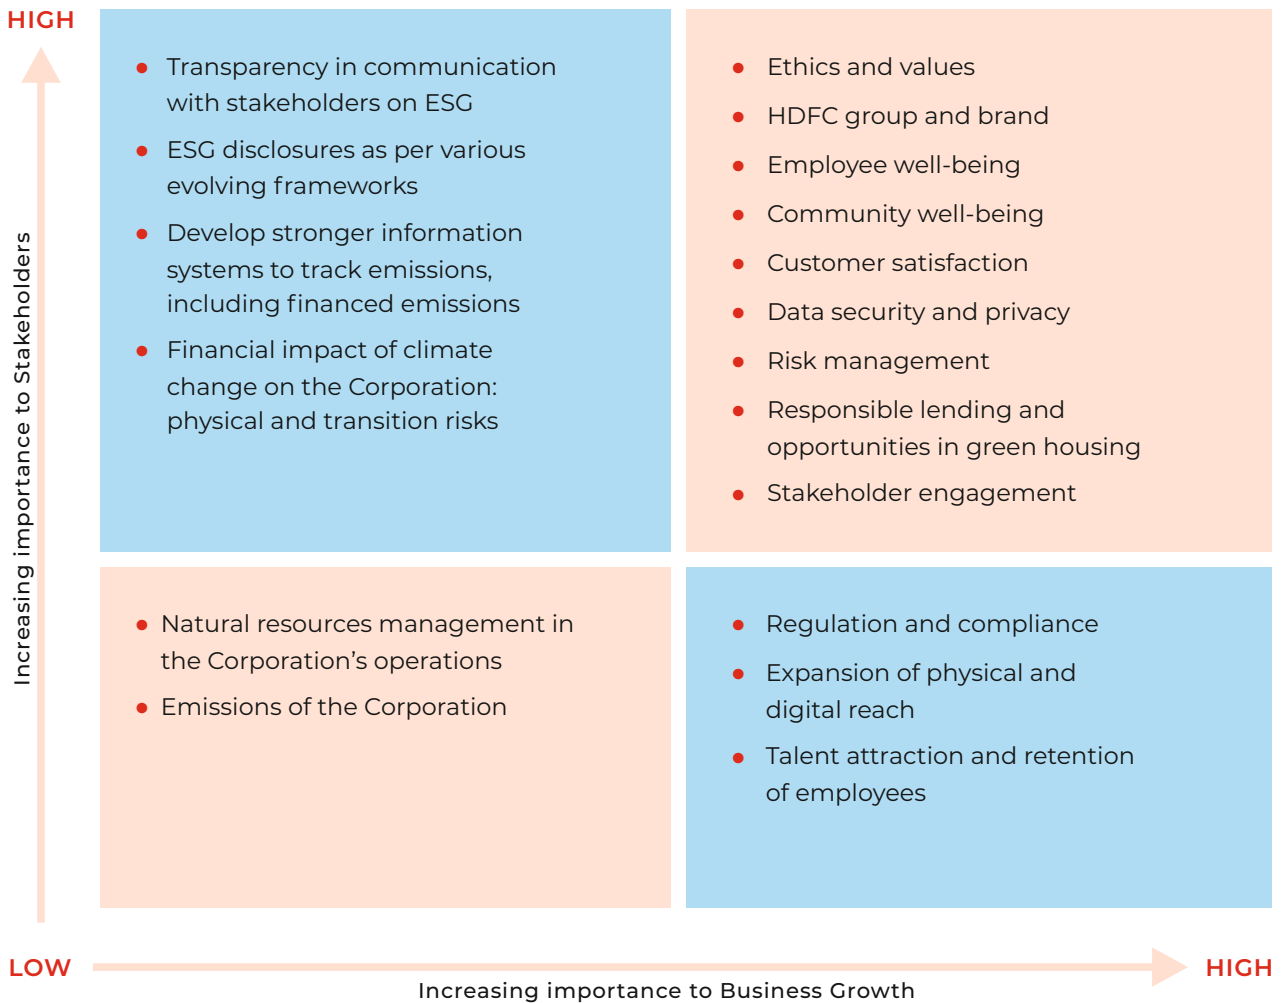 HIGH
Increasing importance to Stakeholders
Transparency in communication
with stakeholders on ESG
ESG disclosures as per various
evolving frameworks
Develop stronger information
systems to track emissions,
including financed emissions
Financial impact of climate
change on the Corporation:
physical and transition risks
Ethics and values
HDFC group and brand
Employee well-being
Community well-being
Customer satisfaction
Data security and privacy
Risk management
Responsible lending and
opportunities in green housing
Stakeholder engagement
Natural resources management in
the Corporation’s operations
Emissions of the Corporation
Regulation and compliance
Expansion of physical and
digital reach
Talent attraction and retention
of employees
LOW
HIGH
Increasing importance to Business Growth